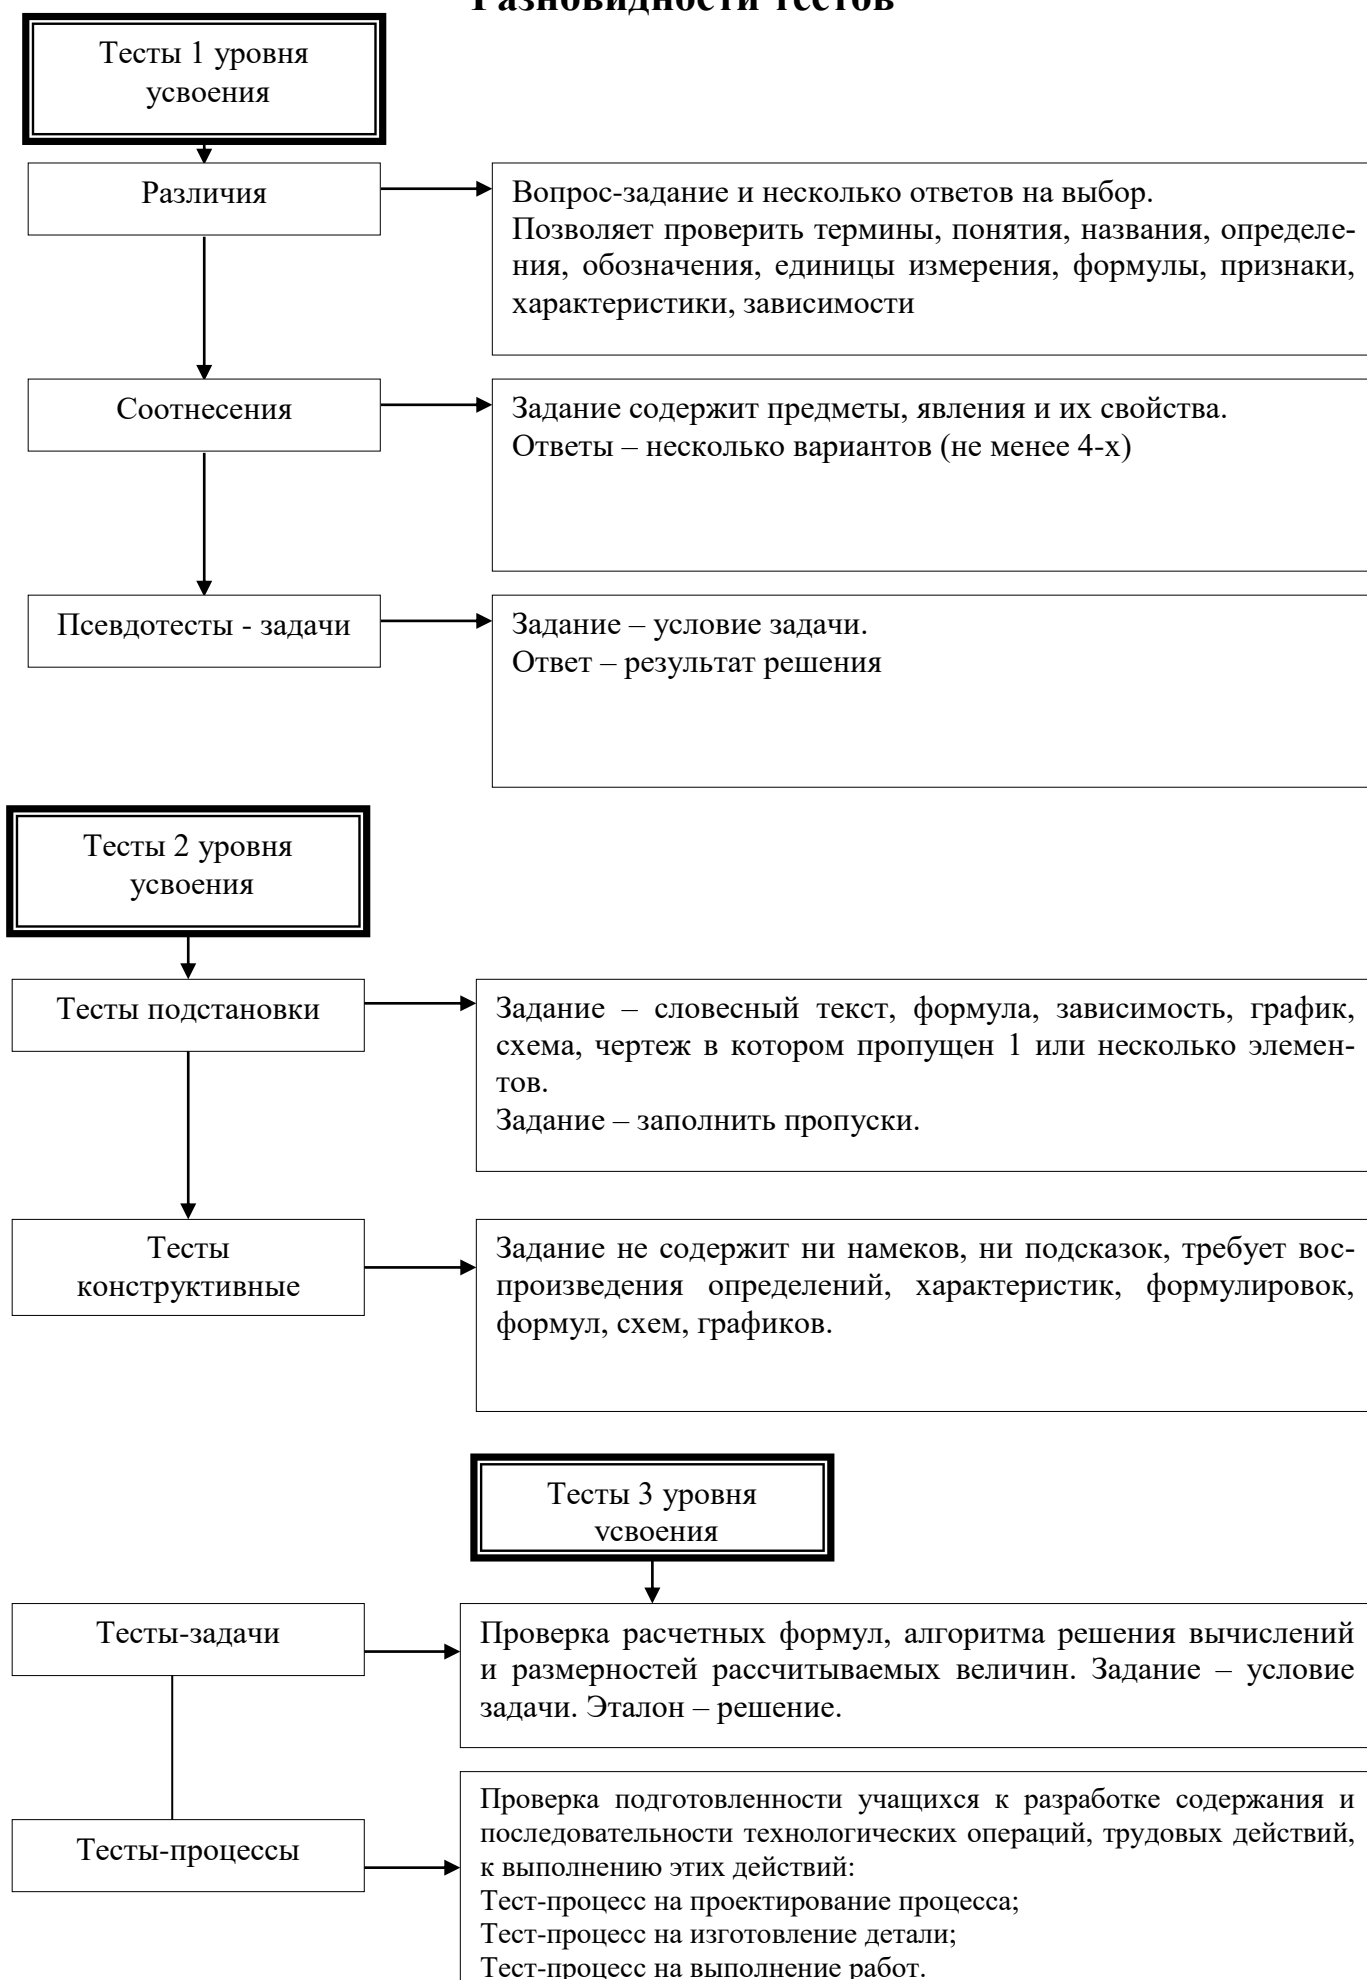 Разновидности тестов
Тесты 1 уровня
усвоения
Различия
Вопрос-задание и несколько ответов на выбор.
Позволяет проверить термины, понятия, названия, определе-
ния, обозначения, единицы измерения, формулы, признаки,
характеристики, зависимости
Соотнесения
Задание содержит предметы, явления и их свойства.
Ответы – несколько вариантов (не менее 4-х)
Псевдотесты - задачи
Задание – условие задачи.
Ответ – результат решения
Тесты 2 уровня
усвоения
Тесты подстановки
Задание – словесный текст, формула, зависимость, график,
схема, чертеж в котором пропущен 1 или несколько элемен-
тов.
Задание – заполнить пропуски.
Тесты
конструктивные
Задание не содержит ни намеков, ни подсказок, требует вос-
произведения определений, характеристик, формулировок,
формул, схем, графиков.
Тесты 3 уровня
усвоения
Тесты-задачи
Проверка расчетных формул, алгоритма решения вычислений
и размерностей рассчитываемых величин. Задание – условие
задачи. Эталон – решение.
Тесты-процессы
Проверка подготовленности учащихся к разработке содержания и
последовательности технологических операций, трудовых действий,
к выполнению этих действий:
Тест-процесс на проектирование процесса;
Тест-процесс на изготовление детали;
Тест-процесс на выполнение работ.